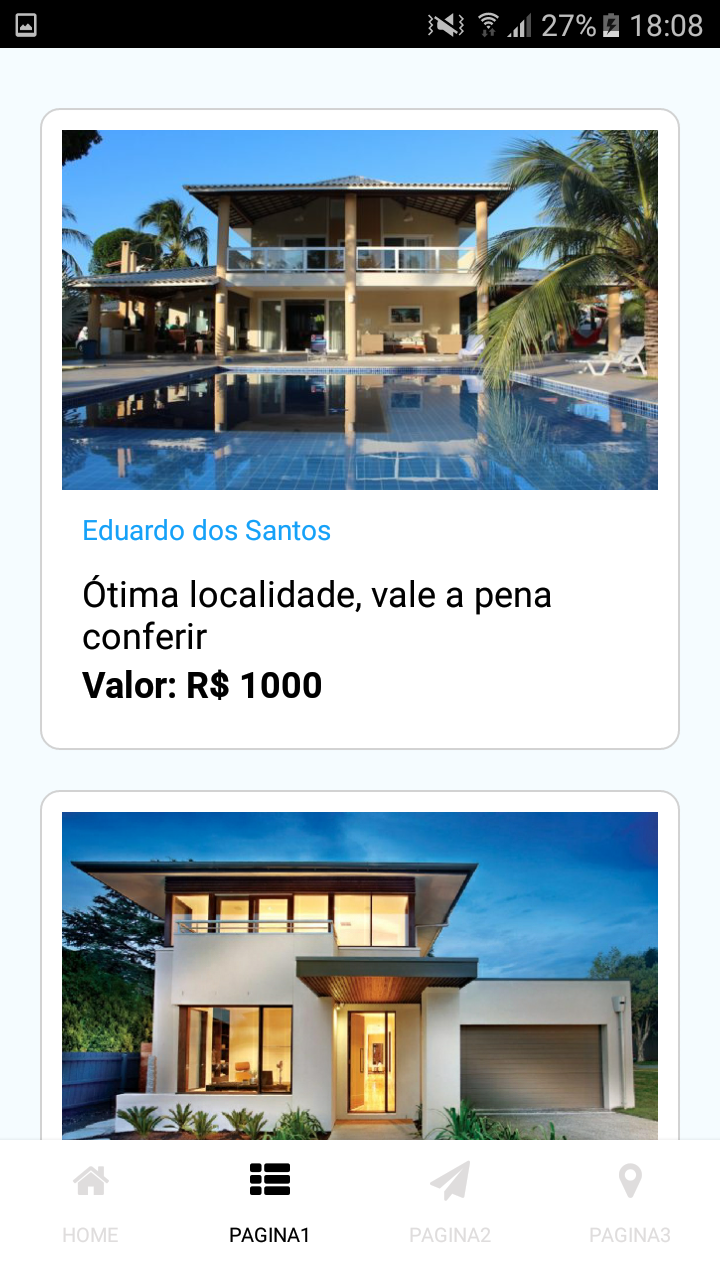 27% 18:08
Eduardo dos Santos
Ótima localidade, vale a pena
conferir
Valor: R$ 1000
HOME PAGINA1 PAGINA2 PAGINA3